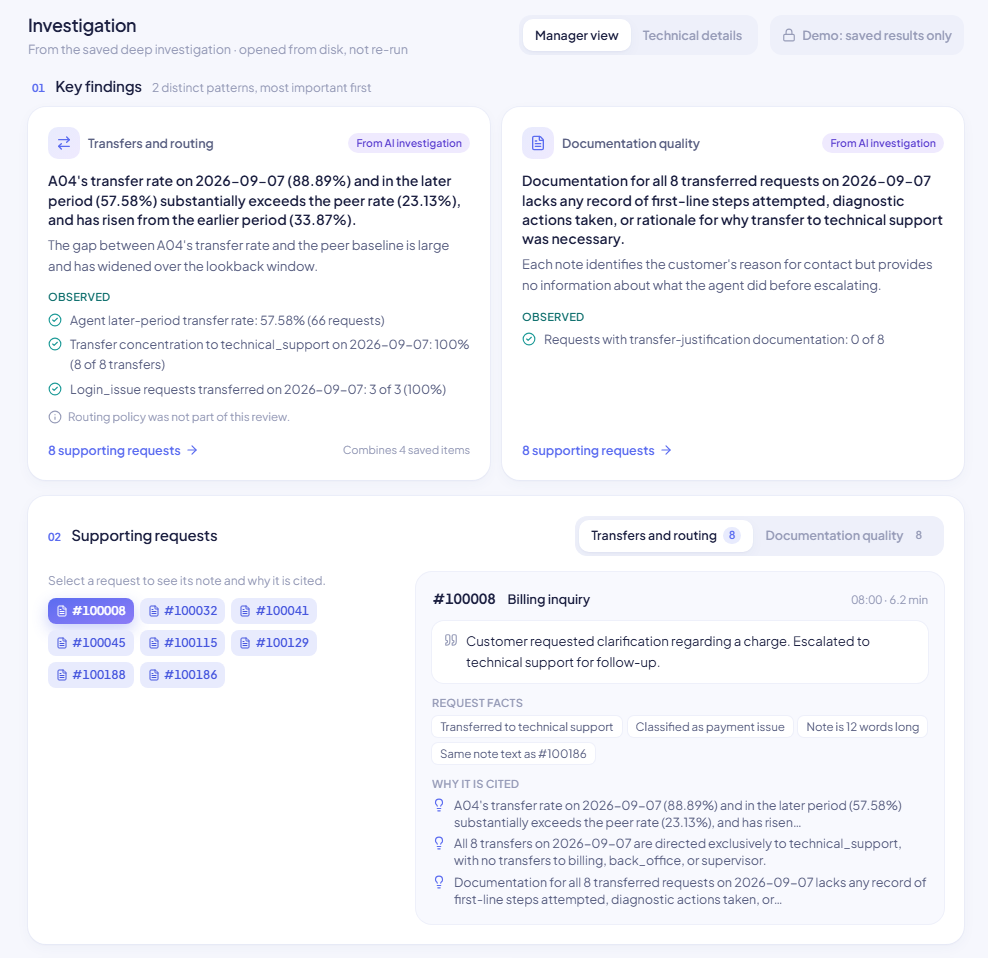 Investigation
From the saved deep investigation · opened from disk, not re-run
Manager view
Technical details
Demo: saved results only
01 Key findings 2 distinct patterns, most important first
Transfers and routing
From AI investigation
A04's transfer rate on 2026-09-07 (88.89%) and in the later
period (57.58%) substantially exceeds the peer rate (23.13%),
and has risen from the earlier period (33.87%).
The gap between A04's transfer rate and the peer baseline is large
and has widened over the lookback window.
OBSERVED
Agent later-period transfer rate: 57.58% (66 requests)
Transfer concentration to technical_support on 2026-09-07: 100%
(8 of 8 transfers)
Login_issue requests transferred on 2026-09-07: 3 of 3 (100%)
Routing policy was not part of this review.
8 supporting requests →
Combines 4 saved items
Documentation quality
From AI investigation
Documentation for all 8 transferred requests on 2026-09-07
lacks any record of first-line steps attempted, diagnostic
actions taken, or rationale for why transfer to technical support
was necessary.
Each note identifies the customer's reason for contact but provides
no information about what the agent did before escalating.
OBSERVED
Requests with transfer-justification documentation: 0 of 8
8 supporting requests →
02 Supporting requests
Transfers and routing 8
Documentation quality 8
Select a request to see its note and why it is cited.
#100008 #100032 #100041
#100045 #100115 #100129
#100188 #100186
#100008 Billing inquiry
08:00 · 6.2 min
Customer requested clarification regarding a charge. Escalated to
technical support for follow-up.
REQUEST FACTS
Transferred to technical support
Classified as payment issue
Note is 12 words long
Same note text as #100186
WHY IT IS CITED
A04's transfer rate on 2026-09-07 (88.89%) and in the later period (57.58%)
substantially exceeds the peer rate (23.13%), and has risen…
All 8 transfers on 2026-09-07 are directed exclusively to technical_support,
with no transfers to billing, back_office, or supervisor.
Documentation for all 8 transferred requests on 2026-09-07 lacks any record of
first-line steps attempted, diagnostic actions taken, or…